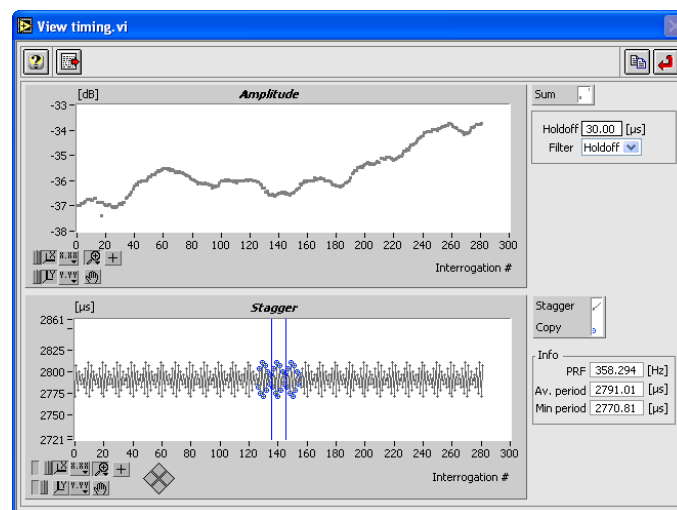 View timing.vi
[dB] Amplitude
-33
-34
-35
-36
-37
-38
0 20 40 60 80 100 120 140 160 180 200 220 240 260 280 300
Interrogation #
Sum
Holdoff 30.00 [µs]
Filter Holdoff
[µs] Stagger
2861
2825
2800
2775
2750
2721
0 20 40 60 80 100 120 140 160 180 200 220 240 260 280 300
Interrogation #
Stagger
Copy
Info
PRF 358.294 [Hz]
Av. period 2791.01 [µs]
Min period 2770.81 [µs]